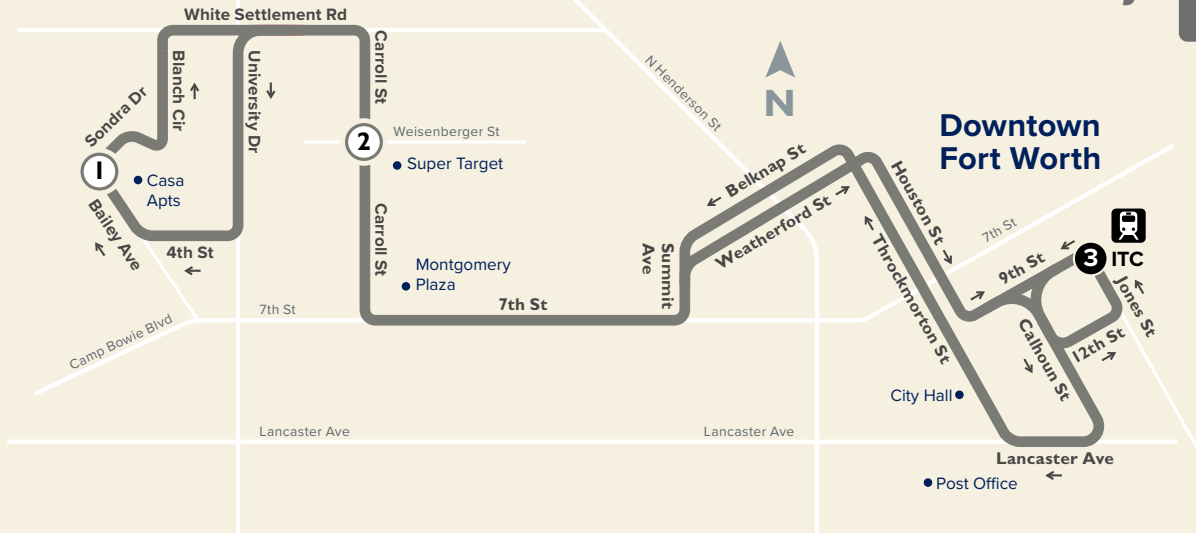 White Settlement Rd
Carroll St
Blanch Cir
University Dr
N Henderson St
N
Sondra Dr
Downtown
Fort Worth
Weisenberger St
2
Super Target
Belknap St
Houston St
1
Casa
Apts
Bailey Ave
4th St
Carroll St
Weatherford St
7th St
Throckmorton St
Summit
Ave
9th St
3
ITC
Montgomery
Plaza
Jones St
7th St
7th St
Camp Bowie Blvd
Calhoun St
12th St
City Hall
Lancaster Ave
Lancaster Ave
Lancaster Ave
Post Office